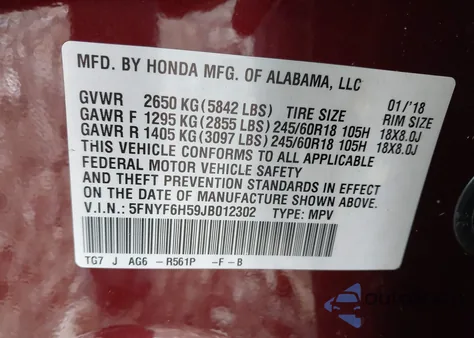 MFD. BY HONDA MFG. OF ALABAMA, LLC
01/'18
GVWR 2650 KG (5842 LBS) TIRE SIZE RIM SIZE
GAWR F 1295 KG (2855 LBS) 245/60R18 105H 18X8.0J
GAWR R 1405 KG (3097 LBS) 245/60R18 105H 18X8.0J
THIS VEHICLE CONFORMS TO ALL APPLICABLE
FEDERAL MOTOR VEHICLE SAFETY
AND THEFT PREVENTION STANDARDS IN EFFECT
ON THE DATE OF MANUFACTURE SHOWN ABOVE.
V.I.N.: 5FNYF6H59JB012302 TYPE: MPV
TG7 J AG6 -R561P -F-B